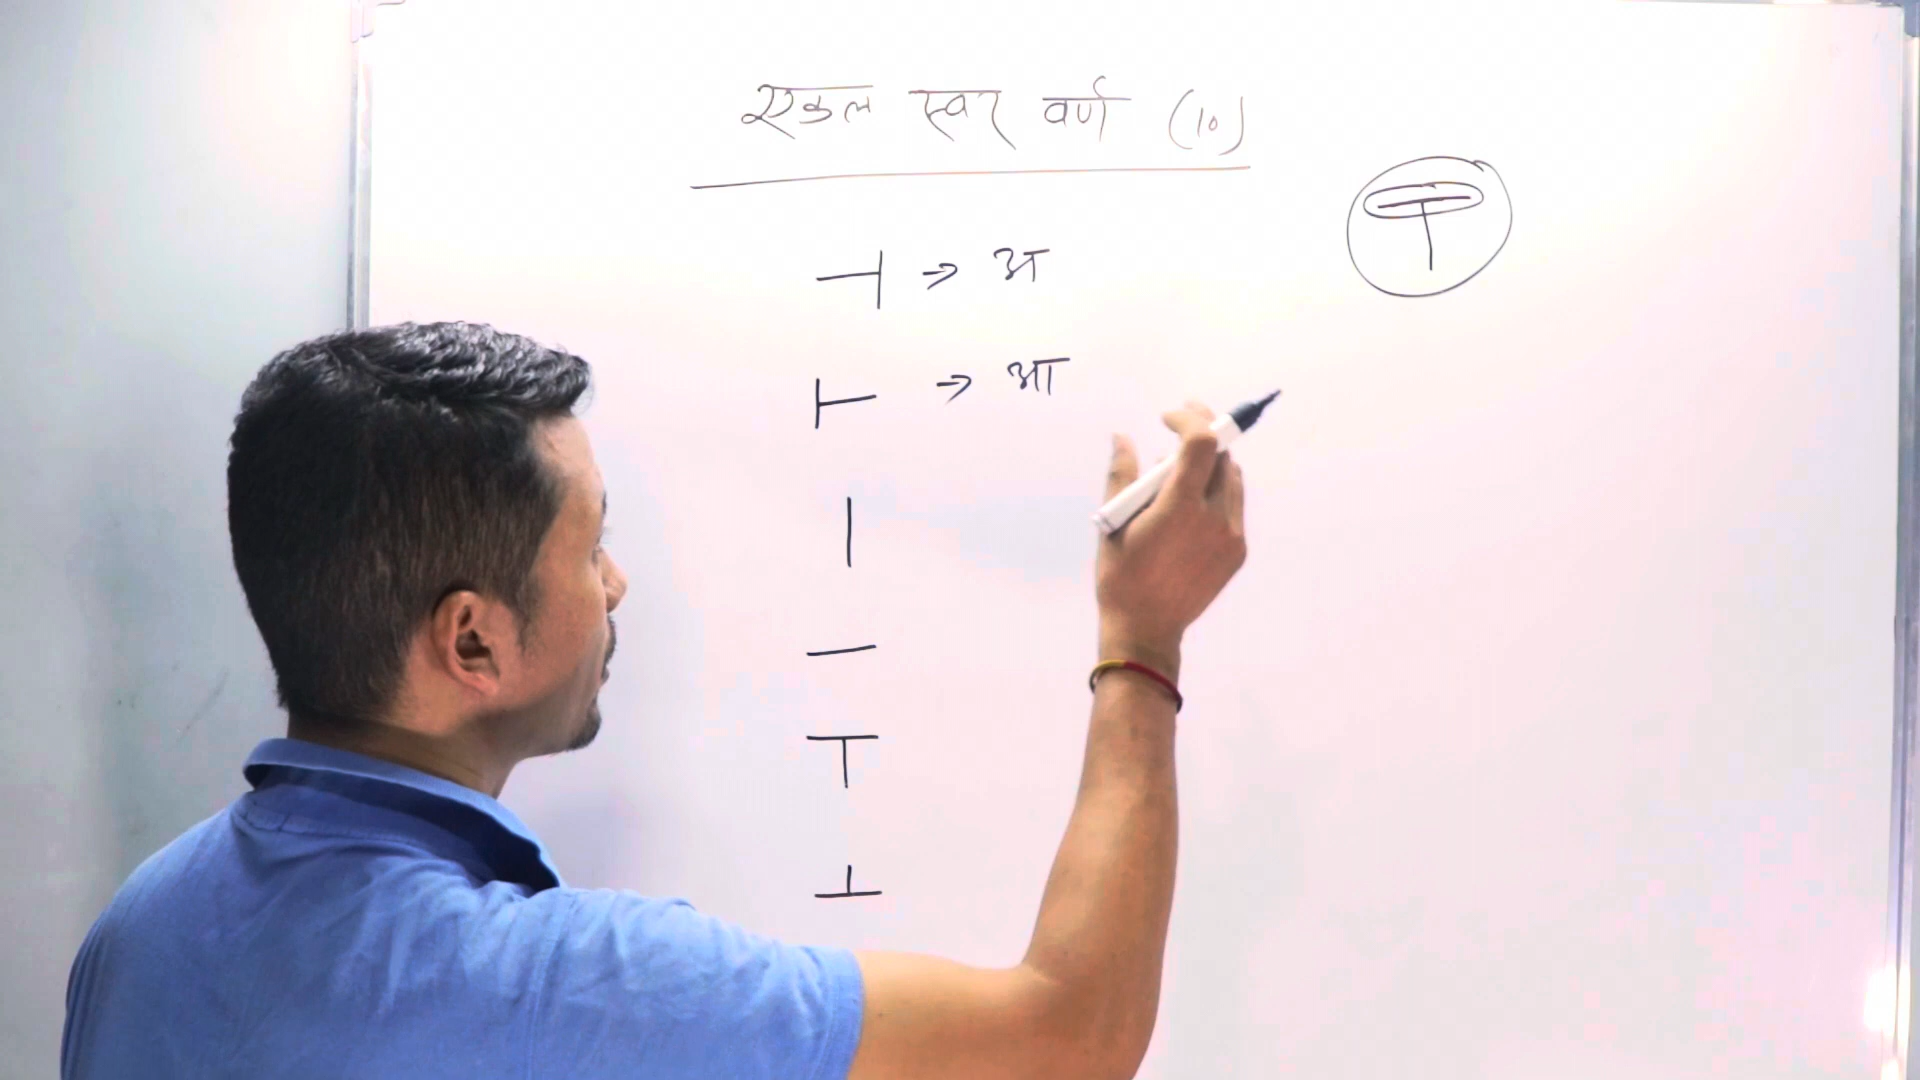 एकल स्वर वर्ण (10)
ㅜ
ㅓ → अ
ㅏ → आ
ㅣ
ㅡ
ㅜ
ㅗ